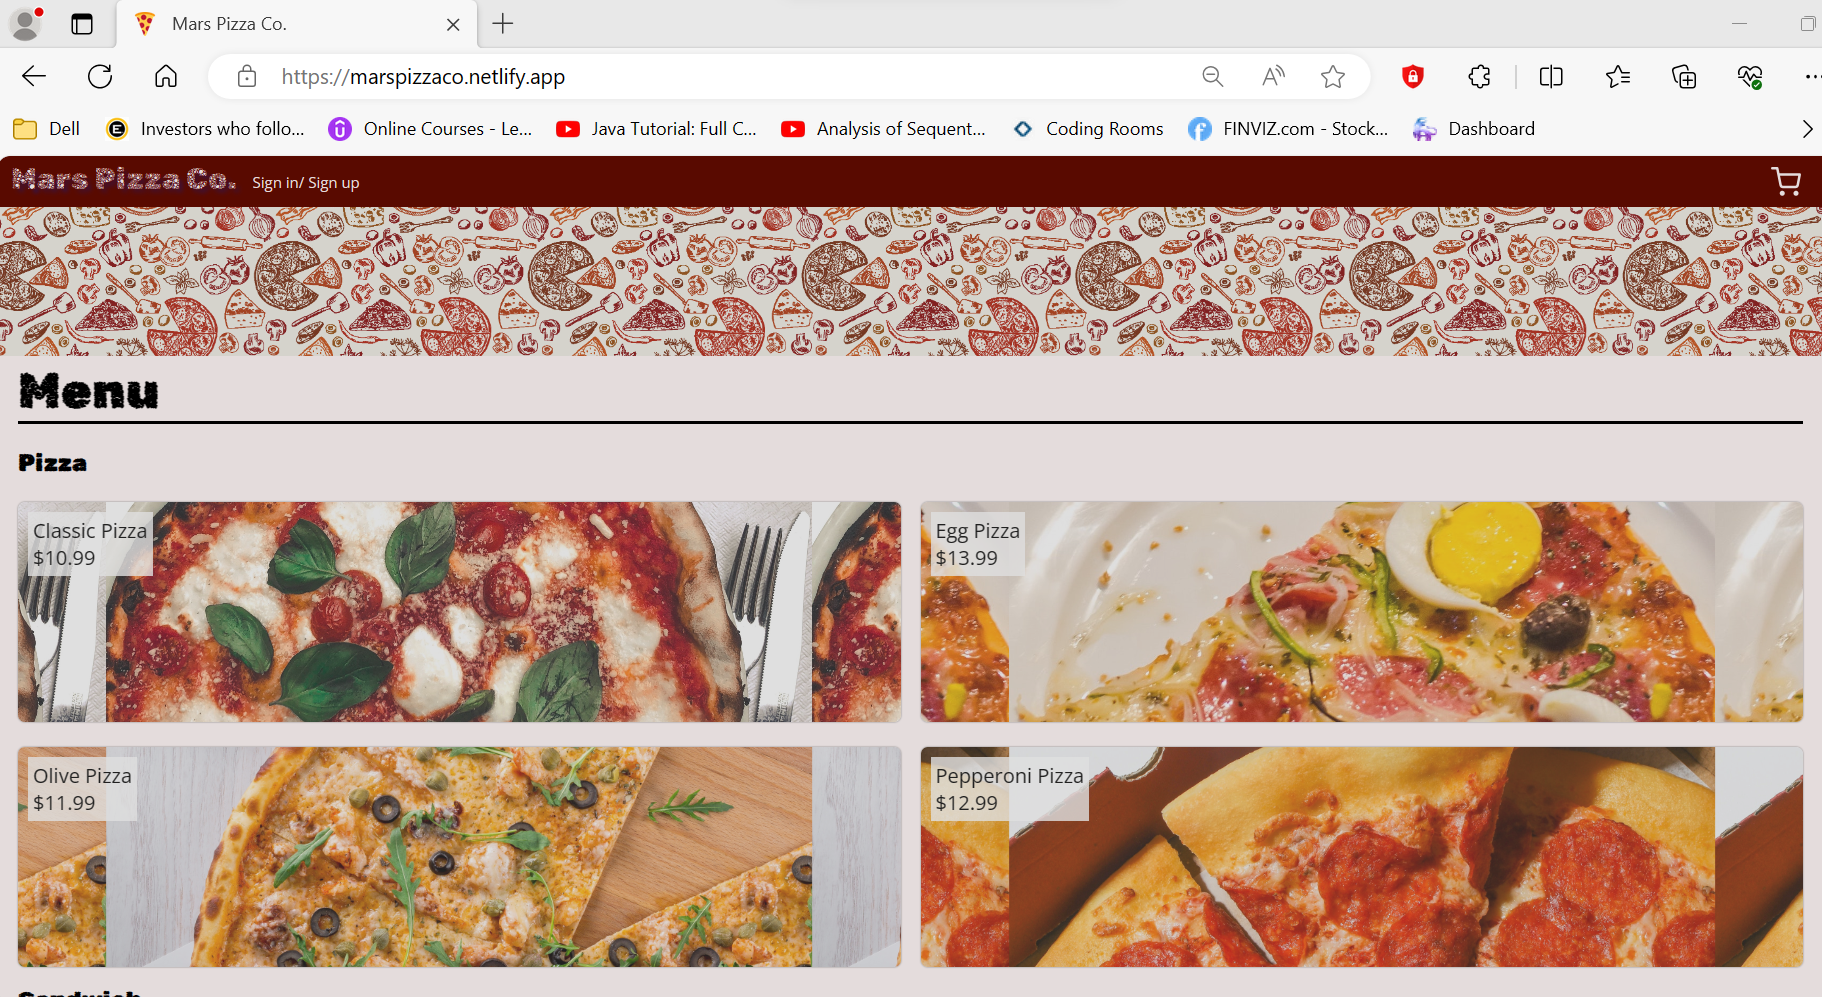 Mars Pizza Co.
https://marspizzaco.netlify.app
Dell
Investors who follo...
Online Courses - Le...
Java Tutorial: Full C...
Analysis of Sequent...
Coding Rooms
FINVIZ.com - Stock...
Dashboard
Mars Pizza Co.
Sign in/ Sign up
Menu
Pizza
Classic Pizza
$10.99
Egg Pizza
$13.99
Olive Pizza
$11.99
Pepperoni Pizza
$12.99